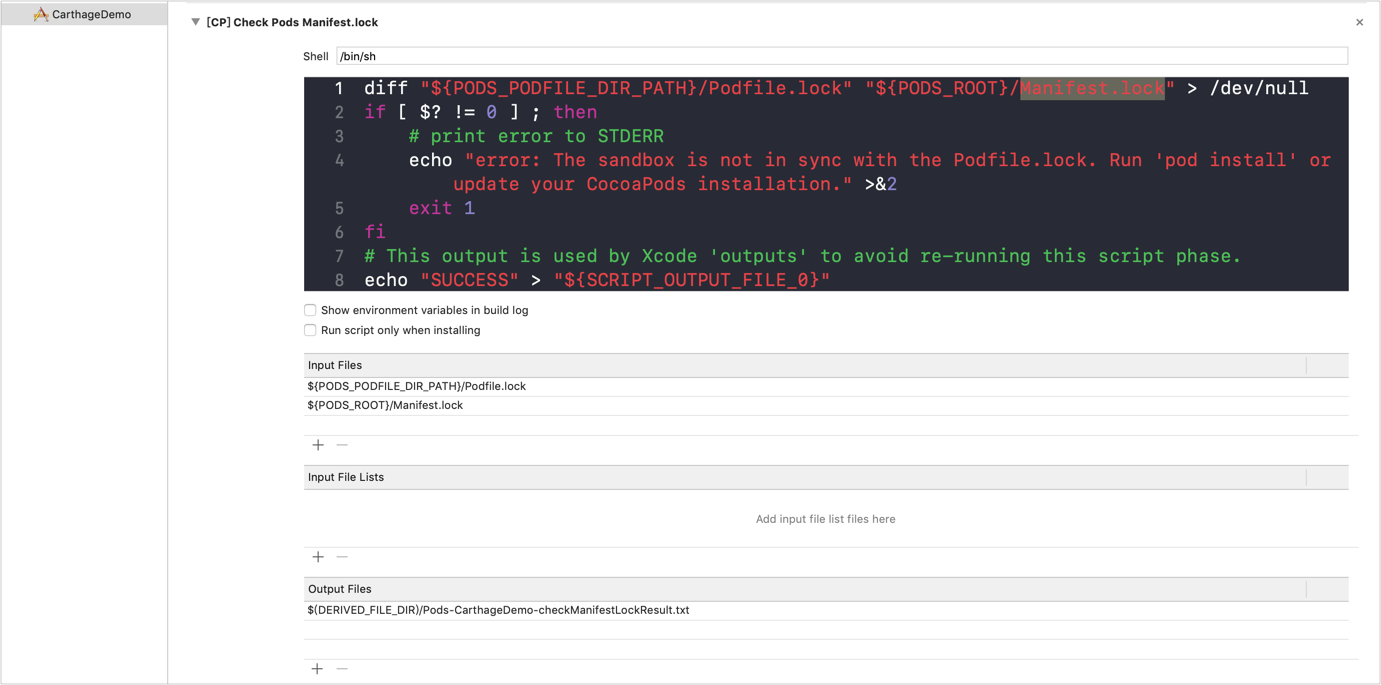 CarthageDemo
[CP] Check Pods Manifest.lock
Shell /bin/sh
1 diff "${PODS_PODFILE_DIR_PATH}/Podfile.lock" "${PODS_ROOT}/Manifest.lock" > /dev/null
2 if [ $? != 0 ] ; then
3 # print error to STDERR
4 echo "error: The sandbox is not in sync with the Podfile.lock. Run 'pod install' or
update your CocoaPods installation." >&2
5 exit 1
6 fi
7 # This output is used by Xcode 'outputs' to avoid re-running this script phase.
8 echo "SUCCESS" > "${SCRIPT_OUTPUT_FILE_0}"
Show environment variables in build log
Run script only when installing
Input Files
${PODS_PODFILE_DIR_PATH}/Podfile.lock
${PODS_ROOT}/Manifest.lock
Input File Lists
Add input file list files here
Output Files
$(DERIVED_FILE_DIR)/Pods-CarthageDemo-checkManifestLockResult.txt